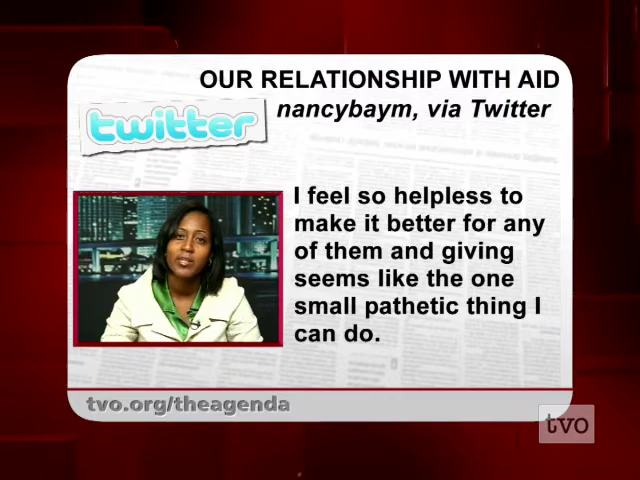 OUR RELATIONSHIP WITH AID
twitter
nancybaym, via Twitter
I feel so helpless to
make it better for any
of them and giving
seems like the one
small pathetic thing I
can do.
tvo.org/theagenda
tvo